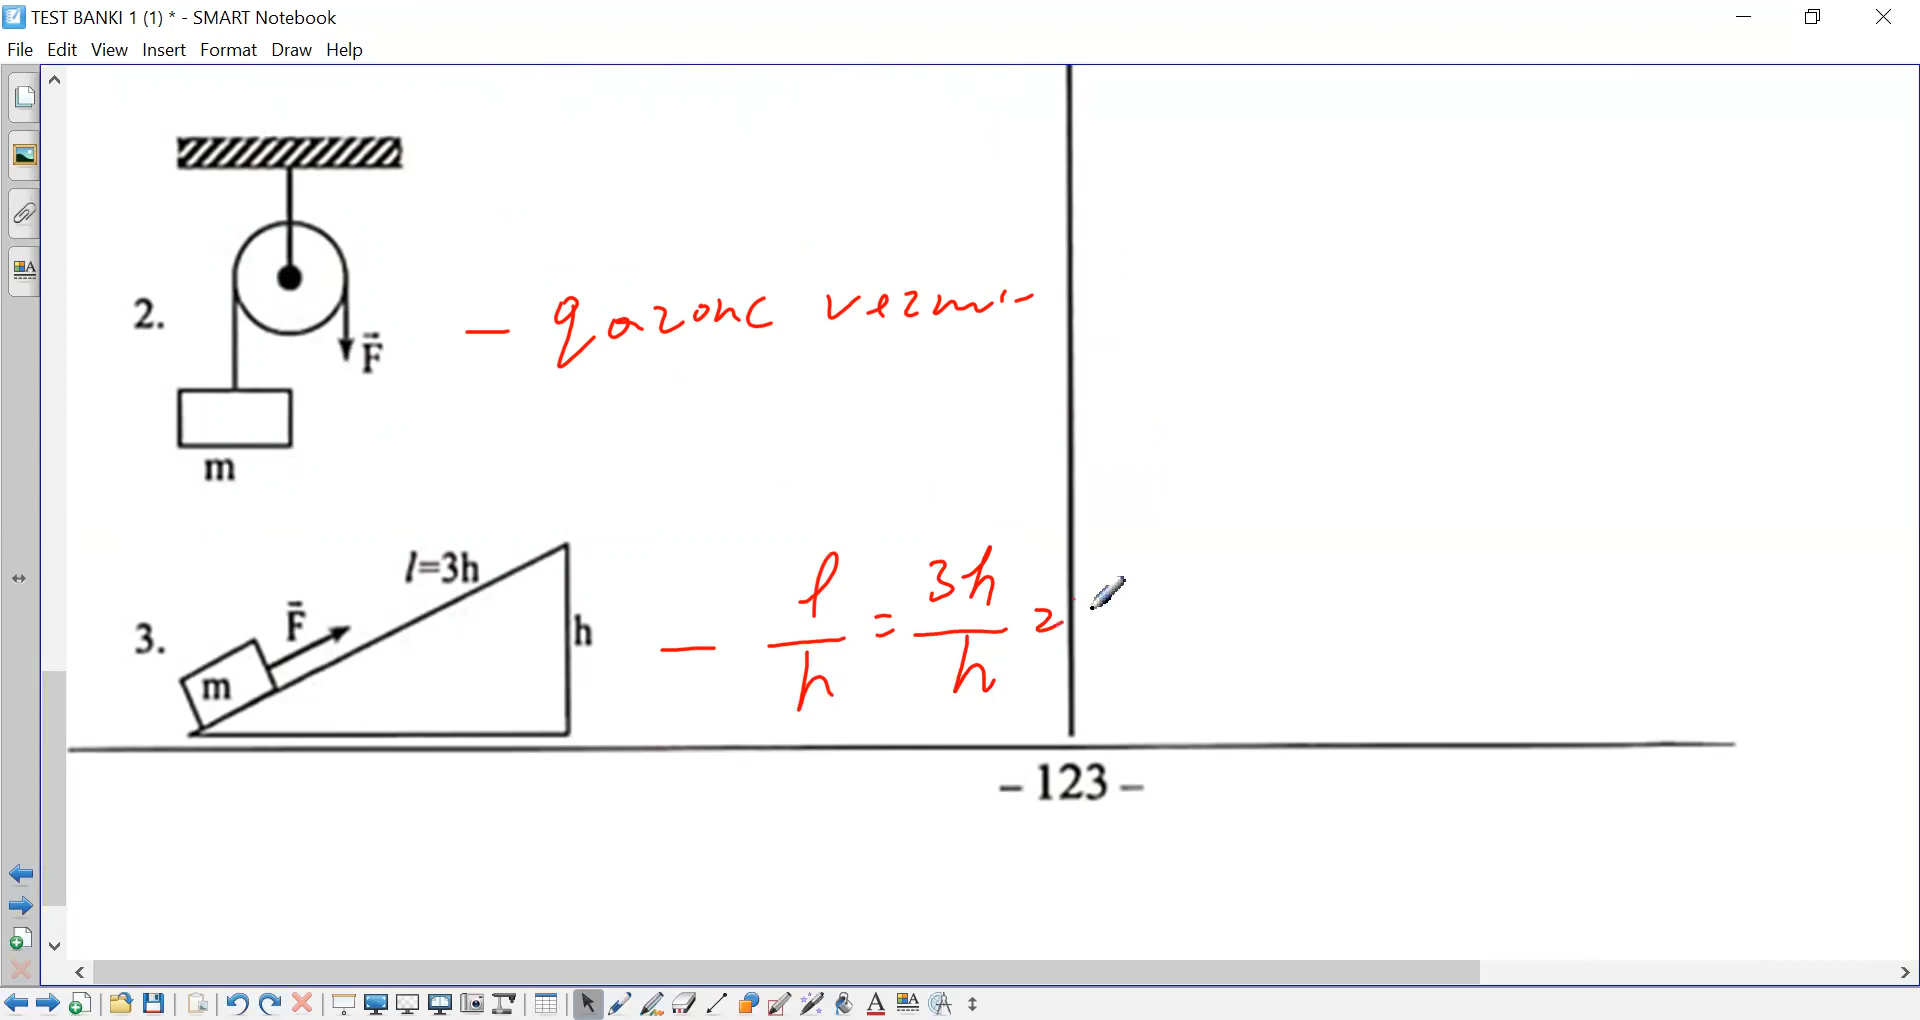 TEST BANKI 1 (1) * - SMART Notebook
File Edit View Insert Format Draw Help
2.
F
m
- qazanc vermir
l=3h
3.
F
m
h
- l/h = 3h/h =
– 123 –